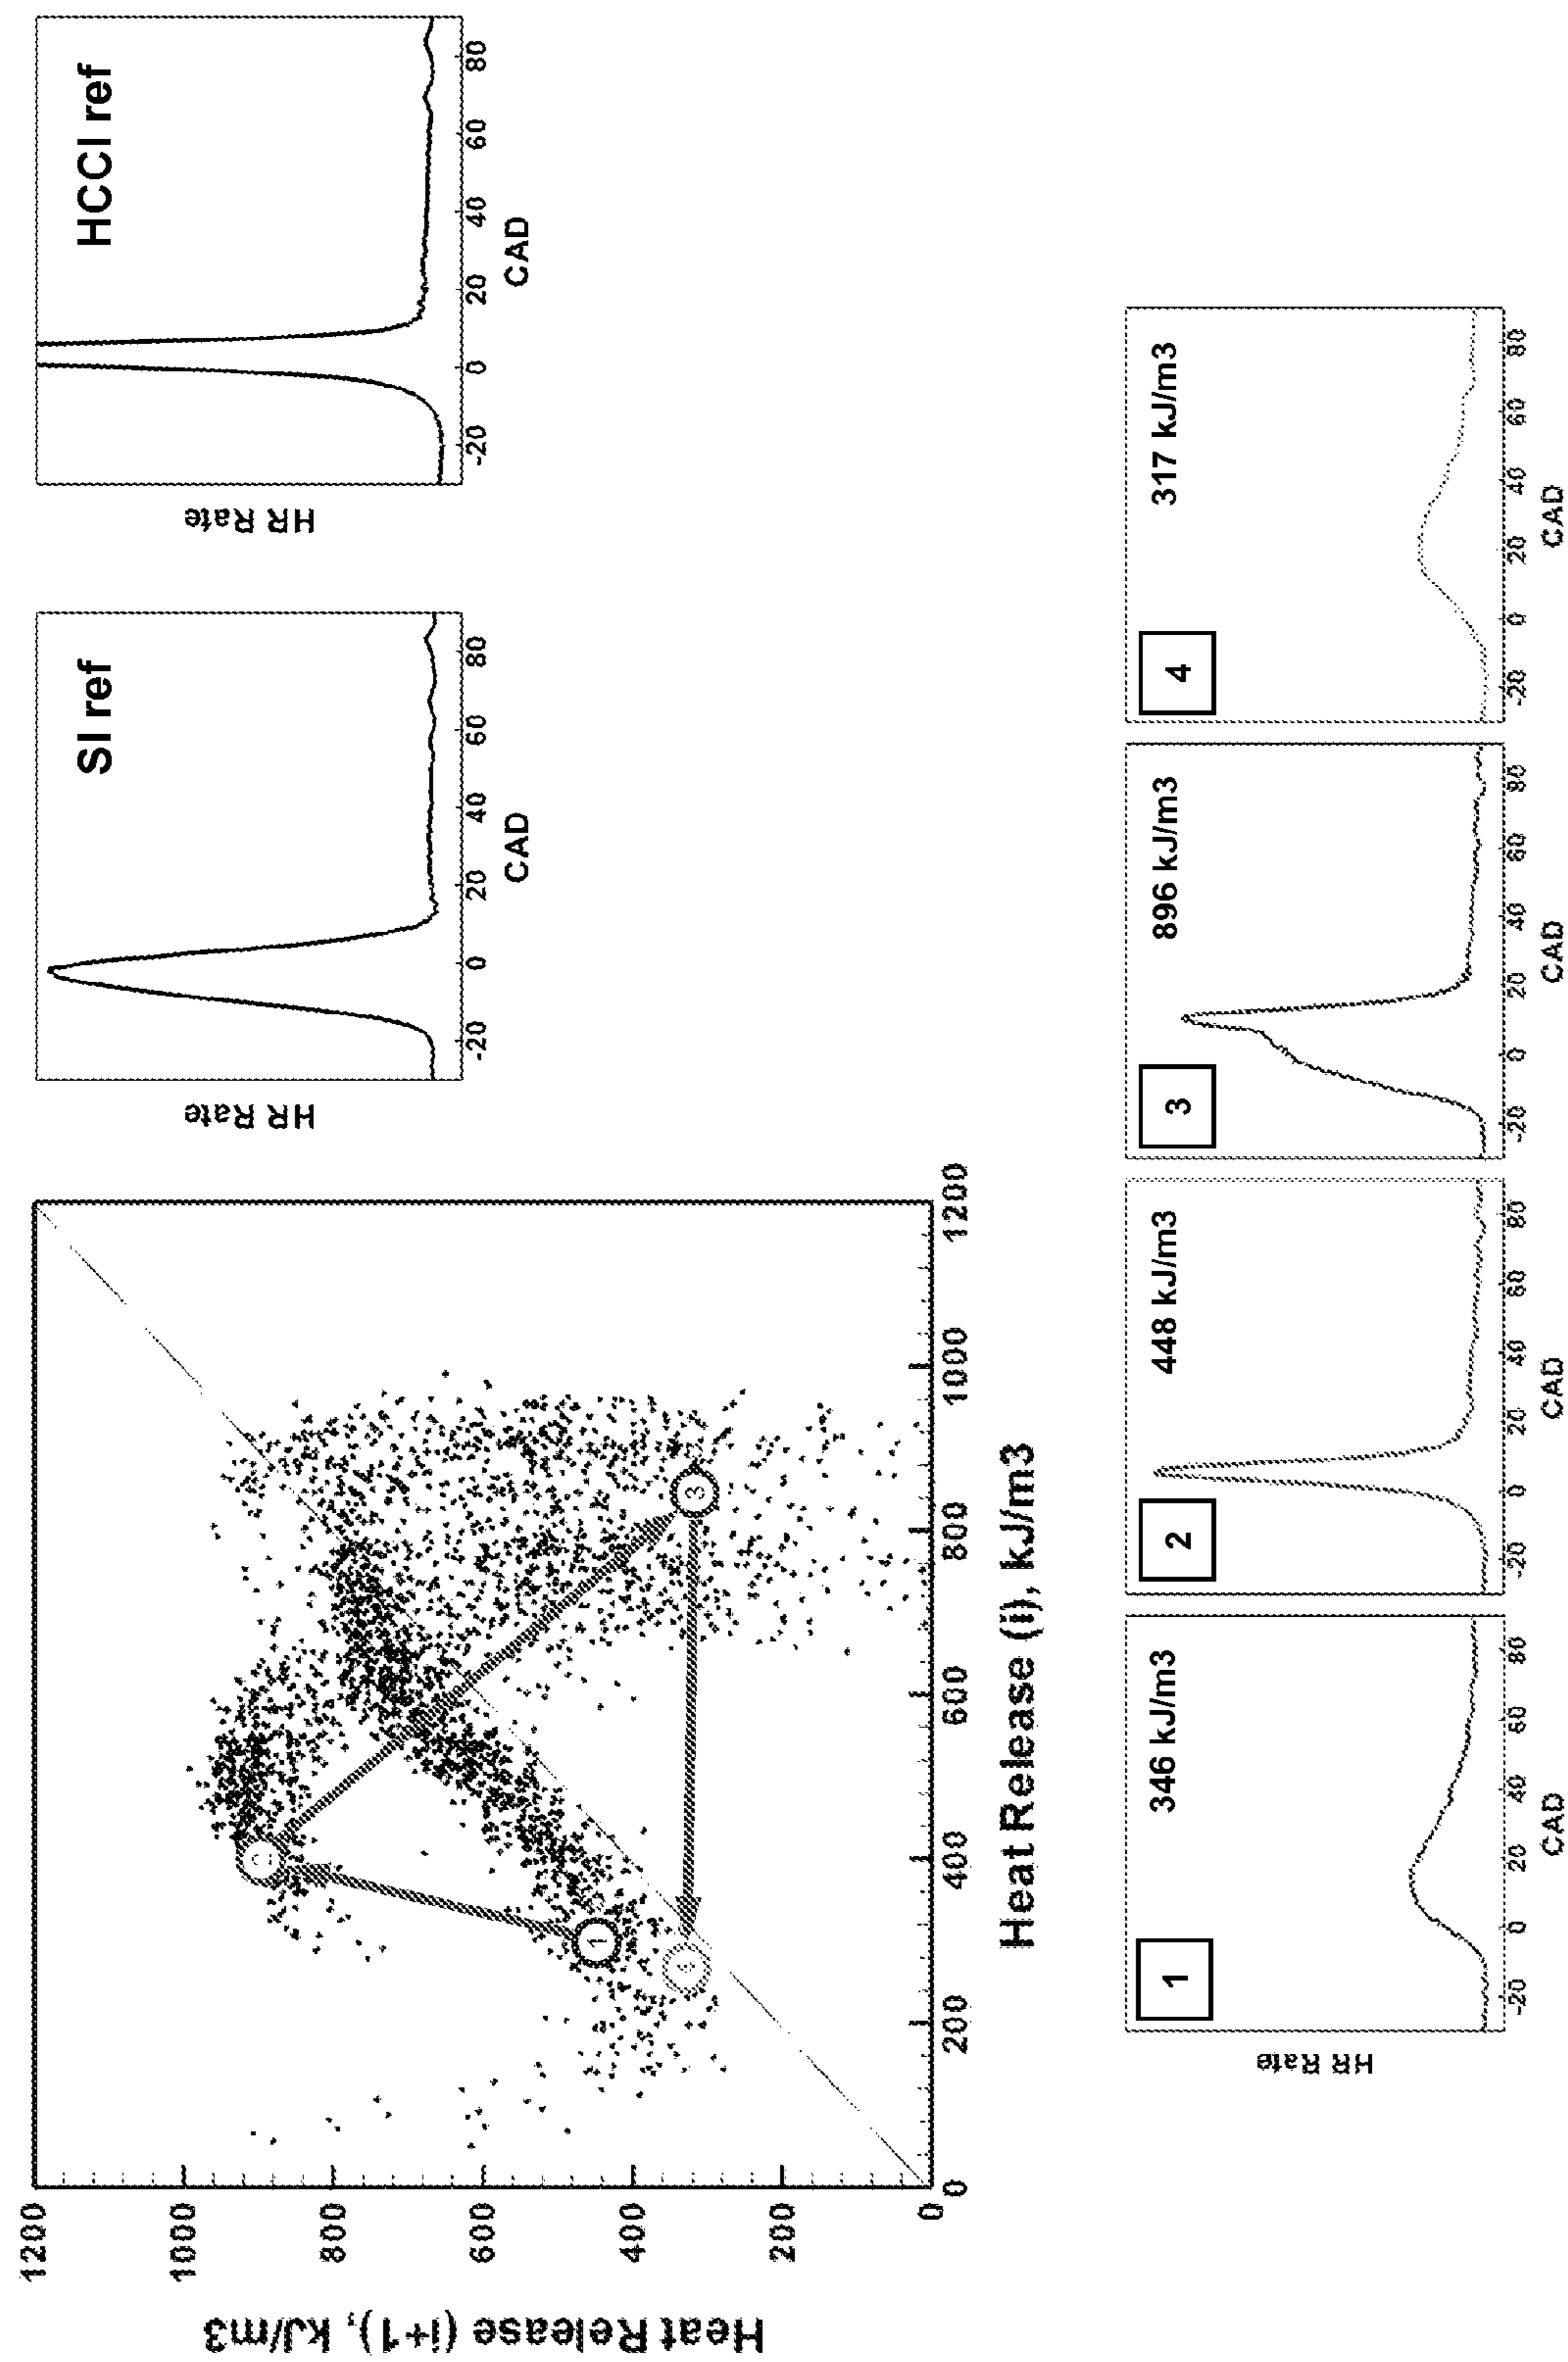 Heat Release (i+1), kJ/m3
1200
1000
800
600
400
200
0
1
2
3
4
0 200 400 600 800 1000 1200
Heat Release (i), kJ/m3
SI ref
HR Rate
-20 0 20 40 60 80
CAD
HCCI ref
HR Rate
-20 0 20 40 60 80
CAD
1
346 kJ/m3
HR Rate
-20 0 20 40 60 80
CAD
2
448 kJ/m3
-20 0 20 40 60 80
CAD
3
896 kJ/m3
-20 0 20 40 60 80
CAD
4
317 kJ/m3
-20 0 20 40 60 80
CAD